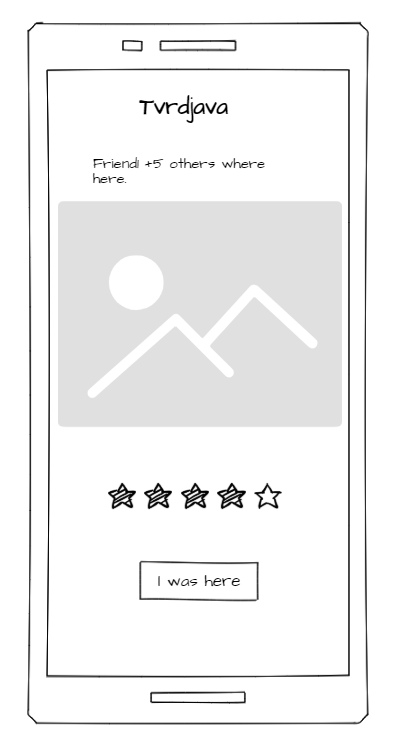 Tvrdjava
Friend1 +5 others where
here.
I was here